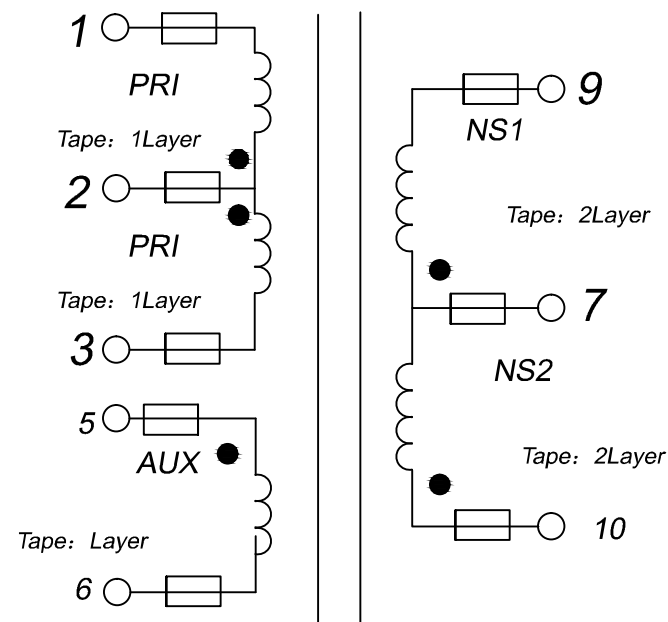 1
PRI
Tape：1Layer
2
PRI
Tape：1Layer
3
5
AUX
Tape：Layer
6
9
NS1
Tape：2Layer
7
NS2
Tape：2Layer
10